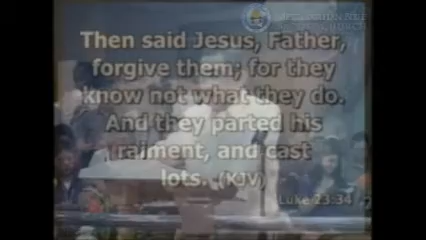 Then said Jesus, Father,
forgive them; for they
know not what they do.
And they parted his
raiment, and cast
lots. (KJV)
Luke 23:34